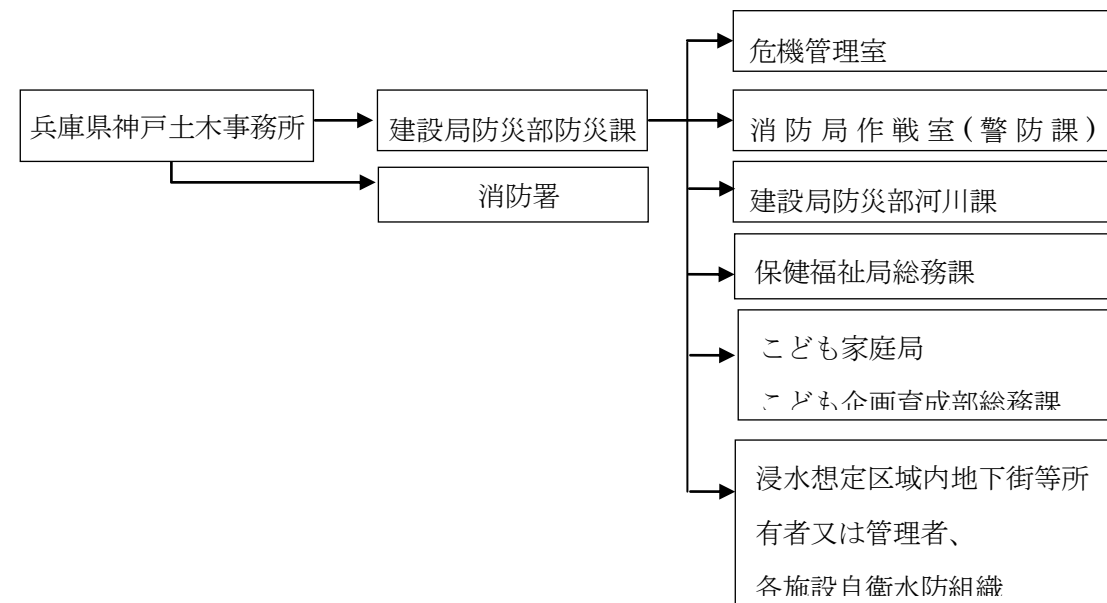 危機管理室
兵庫県神戸土木事務所
建設局防災部防災課
消防局作戦室(警防課)
消防署
建設局防災部河川課
保健福祉局総務課
こども家庭局
こども企画育成部総務課
浸水想定区域内地下街等所
有者又は管理者、
各施設自衛水防組織